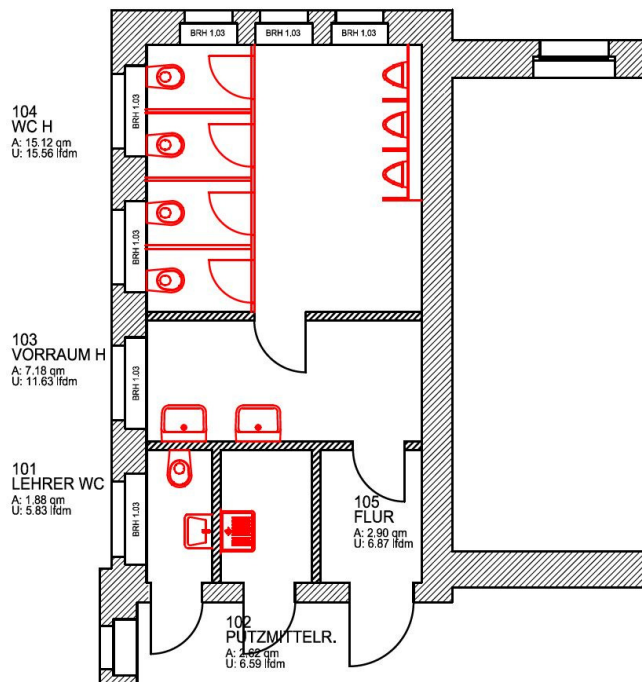 BRH 1.03
BRH 1.03
BRH 1.03
104
WC H
A: 15.12 qm
U: 15.56 lfdm
BRH 1.03
BRH 1.03
103
VORRAUM H
A: 7.18 qm
U: 11.63 lfdm
BRH 1.03
101
LEHRER WC
A: 1.88 qm
U: 5.83 lfdm
BRH 1.03
105
FLUR
A: 2.90 qm
U: 6.87 lfdm
102
PUTZMITTELR.
A: 2.62 qm
U: 6.59 lfdm